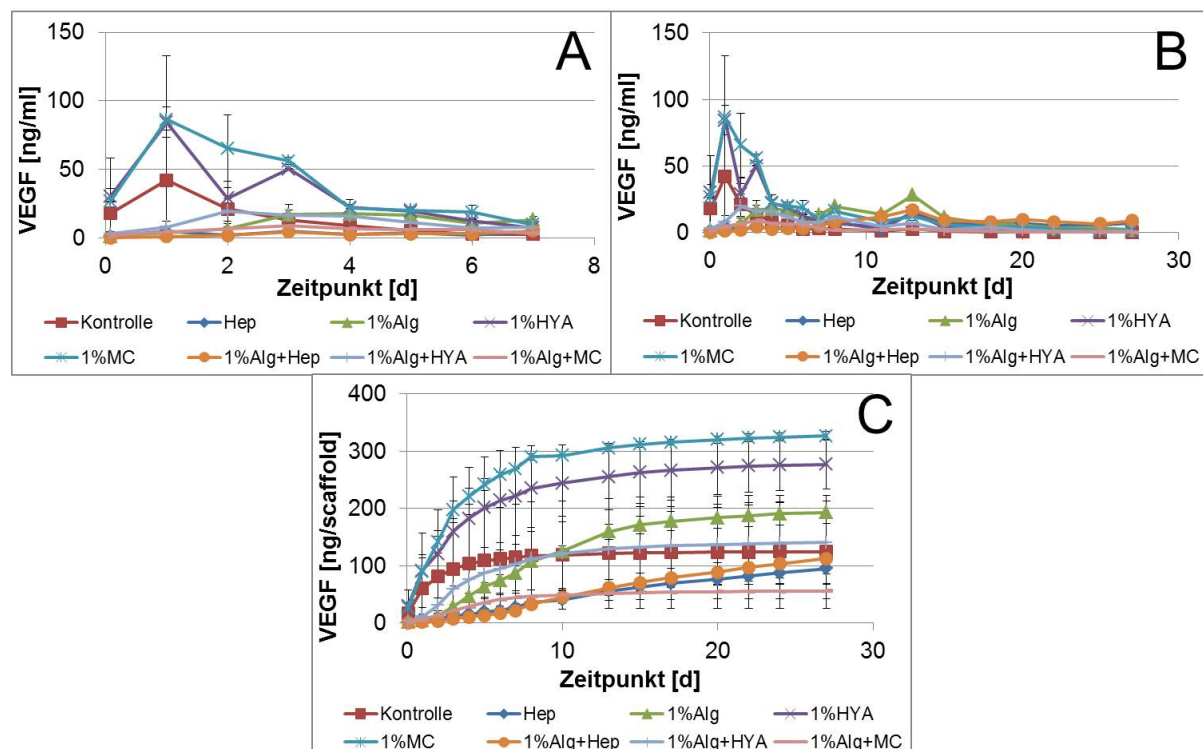 A
150
100
50
0
VEGF [ng/ml]
0 2 4 6 8
Zeitpunkt [d]
Kontrolle Hep 1%Alg 1%HYA
1%MC 1%Alg+Hep 1%Alg+HYA 1%Alg+MC
B
150
100
50
0
VEGF [ng/ml]
0 10 20 30
Zeitpunkt [d]
Kontrolle Hep 1%Alg 1%HYA
1%MC 1%Alg+Hep 1%Alg+HYA 1%Alg+MC
C
400
300
200
100
0
VEGF [ng/scaffold]
0 10 20 30
Zeitpunkt [d]
Kontrolle Hep 1%Alg 1%HYA
1%MC 1%Alg+Hep 1%Alg+HYA 1%Alg+MC